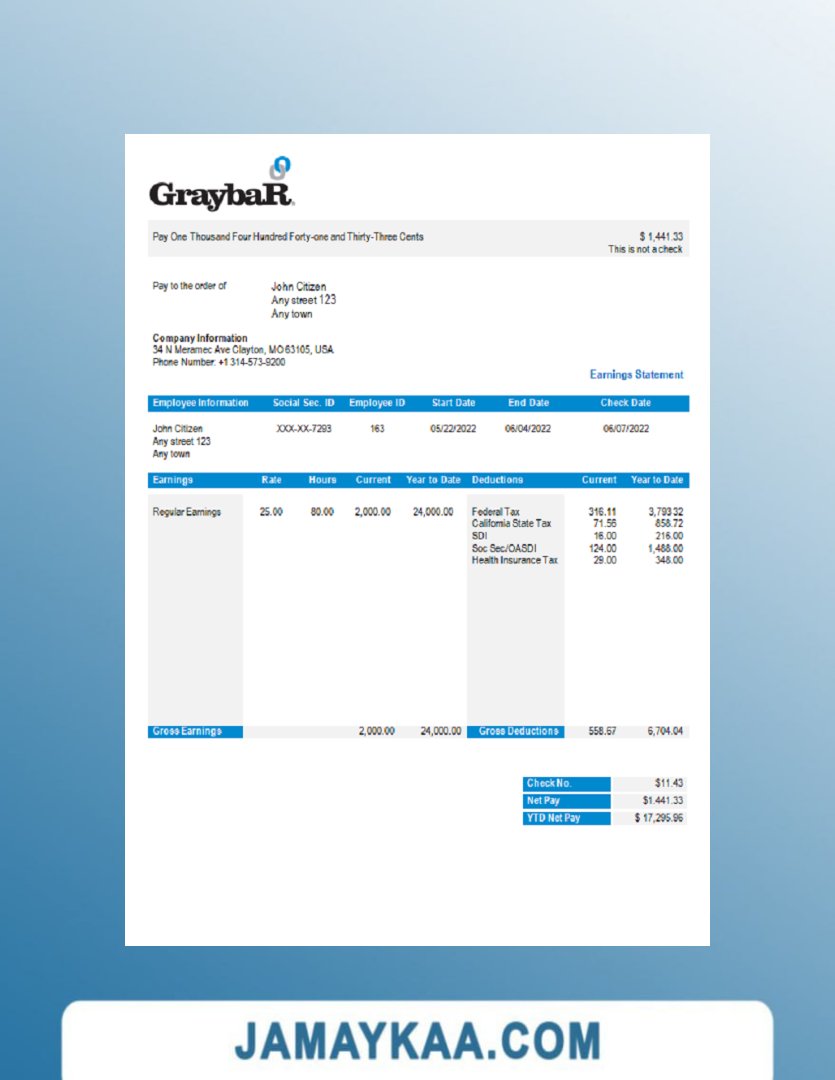 GraybaR
Pay One Thousand Four Hundred Forty-one and Thirty-Three Cents $ 1,441.33
This is not a check
Pay to the order of John Citizen
Any street 123
Any town
Company Information
34 N Meramec Ave Clayton, MO 63105, USA
Phone Number: +1 314-573-9200
Earnings Statement
Employee Information Social Sec. ID Employee ID Start Date End Date Check Date
John Citizen XXX-XX-7293 163 05/22/2022 06/04/2022 06/07/2022
Any street 123
Any town
Earnings Rate Hours Current Year to Date Deductions Current Year to Date
Regular Earnings 25.00 80.00 2,000.00 24,000.00 Federal Tax 316.11 3,793 32
California State Tax 71.56 858.72
SDI 16.00 216.00
Soc Sec/OASDI 124.00 1,488.00
Health Insurance Tax 29.00 348.00
Gross Earnings 2,000.00 24,000.00 Gross Deductions 558.67 6,704.04
Check No. $11.43
Net Pay $1.441.33
YTD Net Pay $ 17,295.96
JAMAYKAA.COM